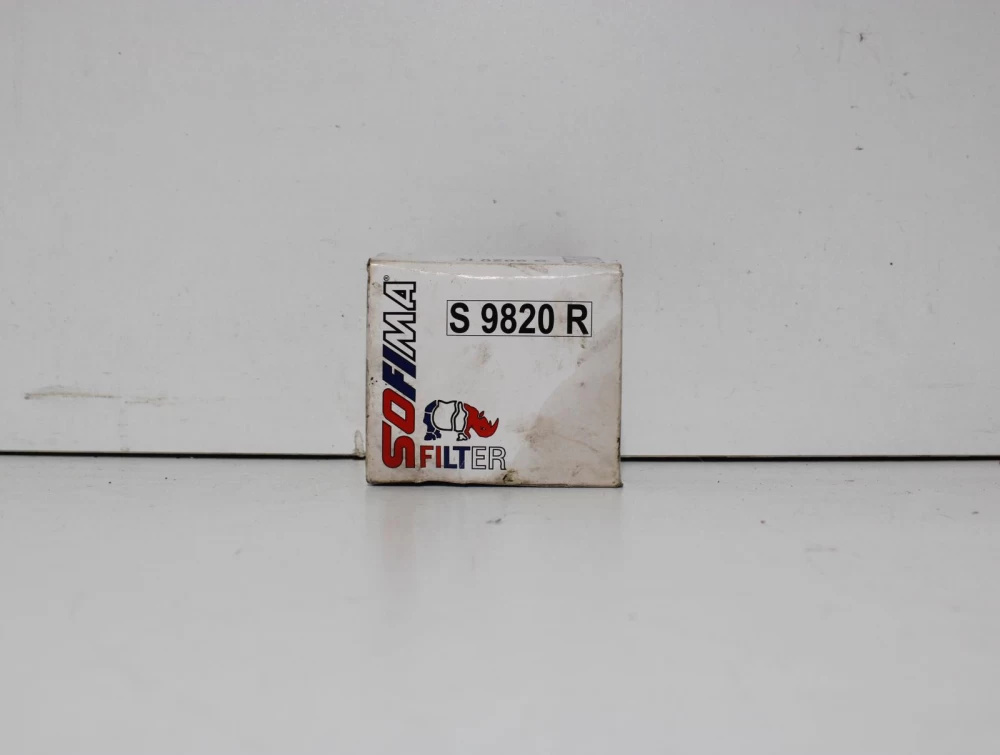 S 9820 R
SOFIMA®
FILTER